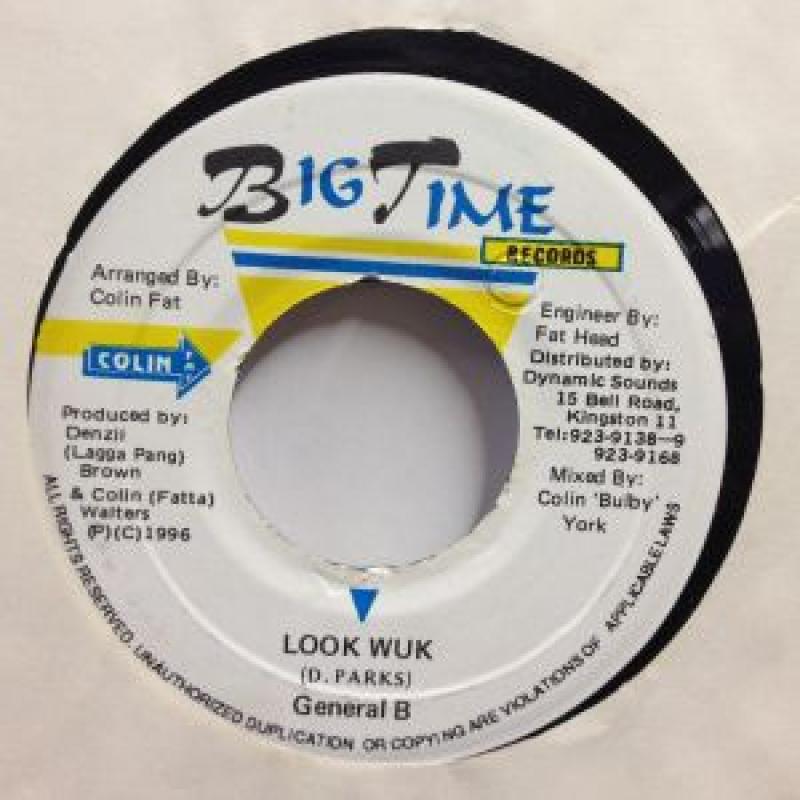 BIG TIME
RECORDS
Arranged By:
Colin Fat
COLIN FAT
Produced by:
Denzil
(Lagga Pang)
Brown
& Colin (Fatta)
Walters
(P)(C)1996
Engineer By:
Fat Head
Distributed by:
Dynamic Sounds
15 Bell Road,
Kingston 11
Tel:923-9138-9
923-9168
Mixed By:
Colin 'Bulby'
York
LOOK WUK
(D. PARKS)
General B
ALL RIGHTS RESERVED. UNAUTHORIZED DUPLICATION OR COPYING ARE VIOLATIONS OF APPLICABLE LAWS